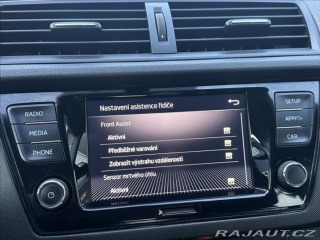 Nastavení asistence řidiče
Front Assist
Aktivní
Předběžné varování
Zobrazit výstrahu vzdálenosti
Senzor mrtvého úhlu
Aktivní
RADIO
MEDIA
PHONE
SETUP
CAR
RAJAUT.CZ